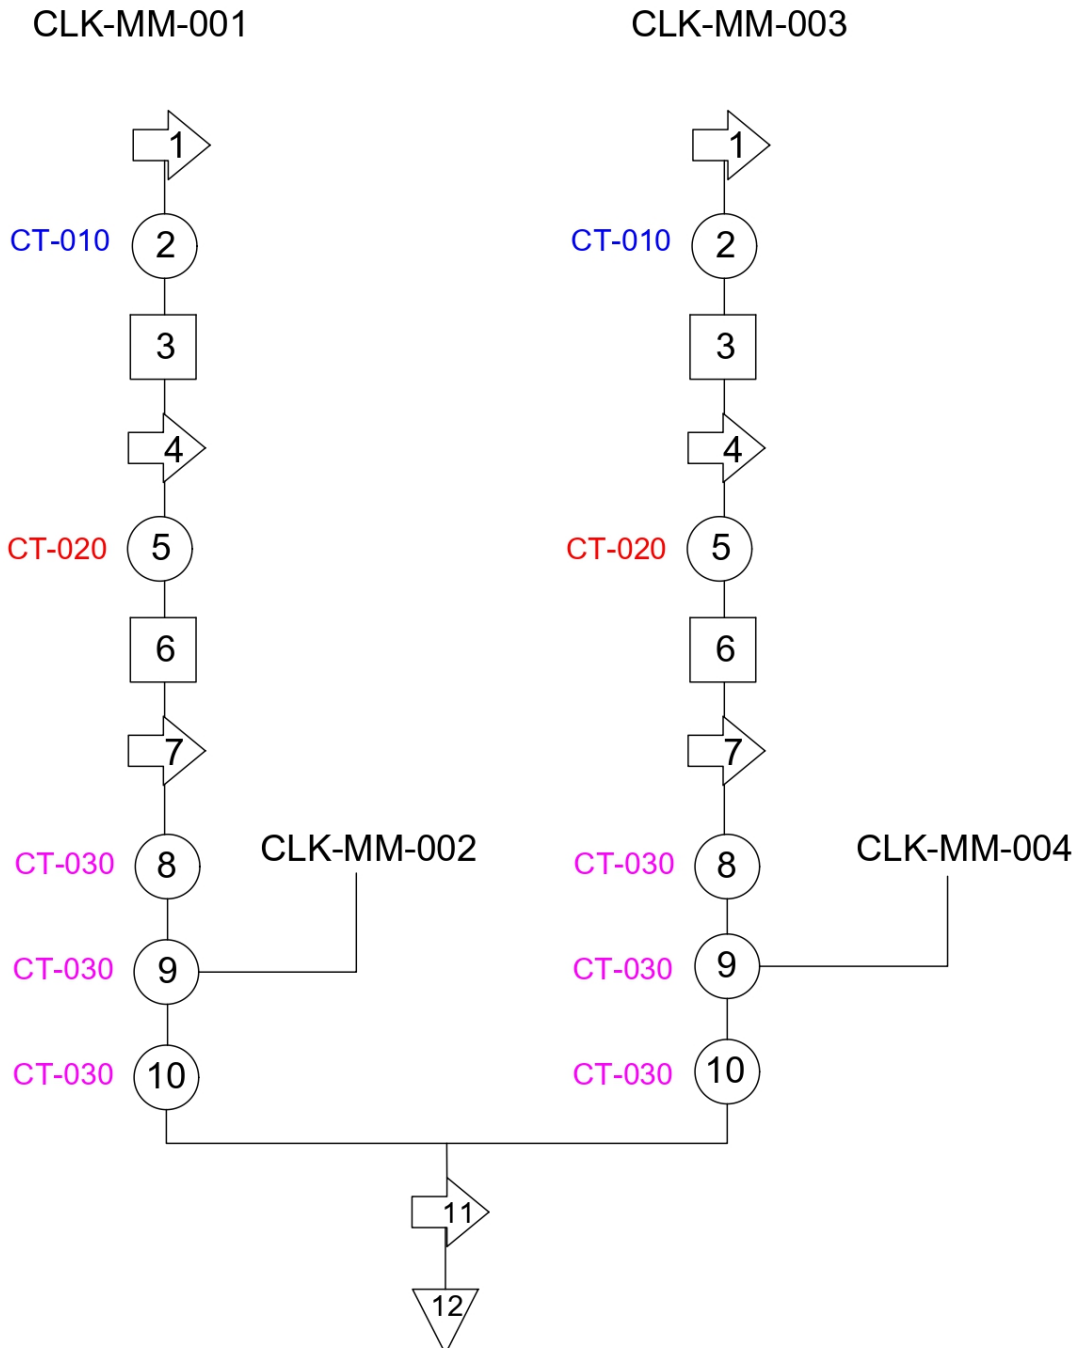 CLK-MM-001 CLK-MM-003
1 1
CT-010 2 CT-010 2
3 3
4 4
CT-020 5 CT-020 5
6 6
7 7
CLK-MM-002 CLK-MM-004
CT-030 8 CT-030 8
CT-030 9 CT-030 9
CT-030 10 CT-030 10
11
12